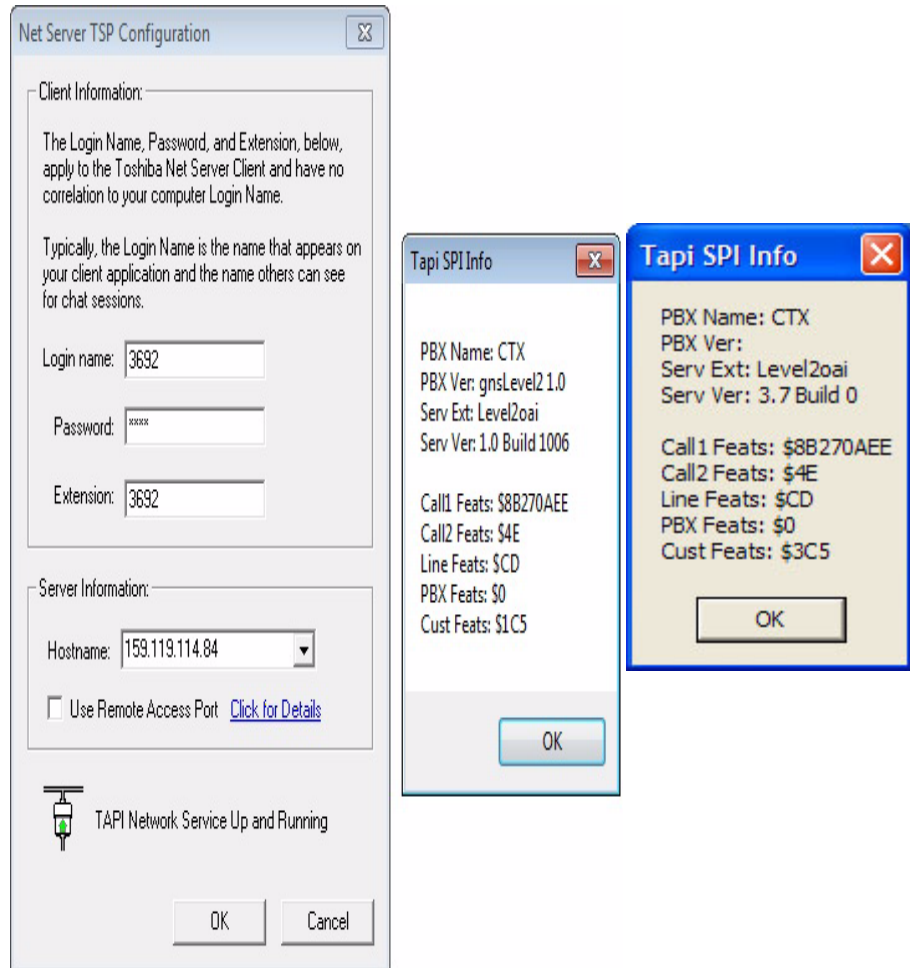 Net Server TSP Configuration
Client Information:
The Login Name, Password, and Extension, below,
apply to the Toshiba Net Server Client and have no
correlation to your computer Login Name.
Typically, the Login Name is the name that appears on
your client application and the name others can see
for chat sessions.
Login name: 3692
Password: ****
Extension: 3692
Server Information:
Hostname: 159.119.114.84
Use Remote Access Port Click for Details
TAPI Network Service Up and Running
OK Cancel
Tapi SPI Info
PBX Name: CTX
PBX Ver: gnsLevel2 1.0
Serv Ext: Level2oai
Serv Ver: 1.0 Build 1006
Call1 Feats: $8B270AEE
Call2 Feats: $4E
Line Feats: $CD
PBX Feats: $0
Cust Feats: $1C5
OK
Tapi SPI Info
PBX Name: CTX
PBX Ver:
Serv Ext: Level2oai
Serv Ver: 3.7 Build 0
Call1 Feats: $8B270AEE
Call2 Feats: $4E
Line Feats: $CD
PBX Feats: $0
Cust Feats: $3C5
OK